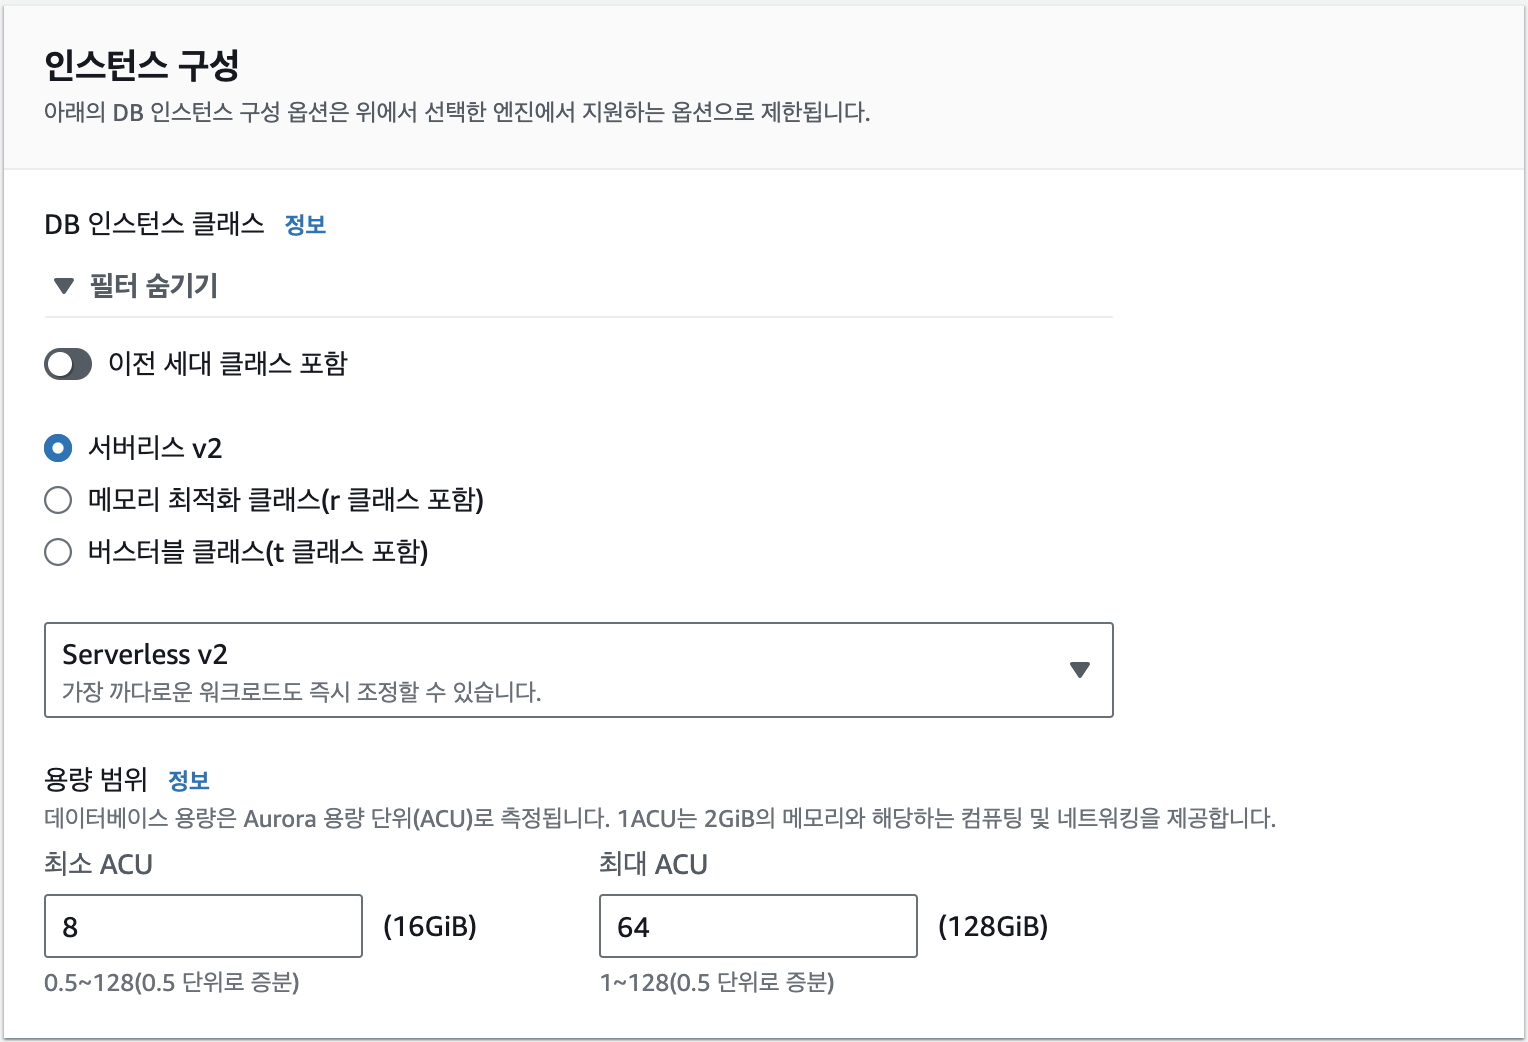 인스턴스 구성
아래의 DB 인스턴스 구성 옵션은 위에서 선택한 엔진에서 지원하는 옵션으로 제한됩니다.
DB 인스턴스 클래스 정보
▼ 필터 숨기기
이전 세대 클래스 포함
서버리스 v2
메모리 최적화 클래스(r 클래스 포함)
버스터블 클래스(t 클래스 포함)
Serverless v2
가장 까다로운 워크로드도 즉시 조정할 수 있습니다.
용량 범위 정보
데이터베이스 용량은 Aurora 용량 단위(ACU)로 측정됩니다. 1ACU는 2GiB의 메모리와 해당하는 컴퓨팅 및 네트워킹을 제공합니다.
최소 ACU 최대 ACU
8 (16GiB) 64 (128GiB)
0.5~128(0.5 단위로 증분) 1~128(0.5 단위로 증분)